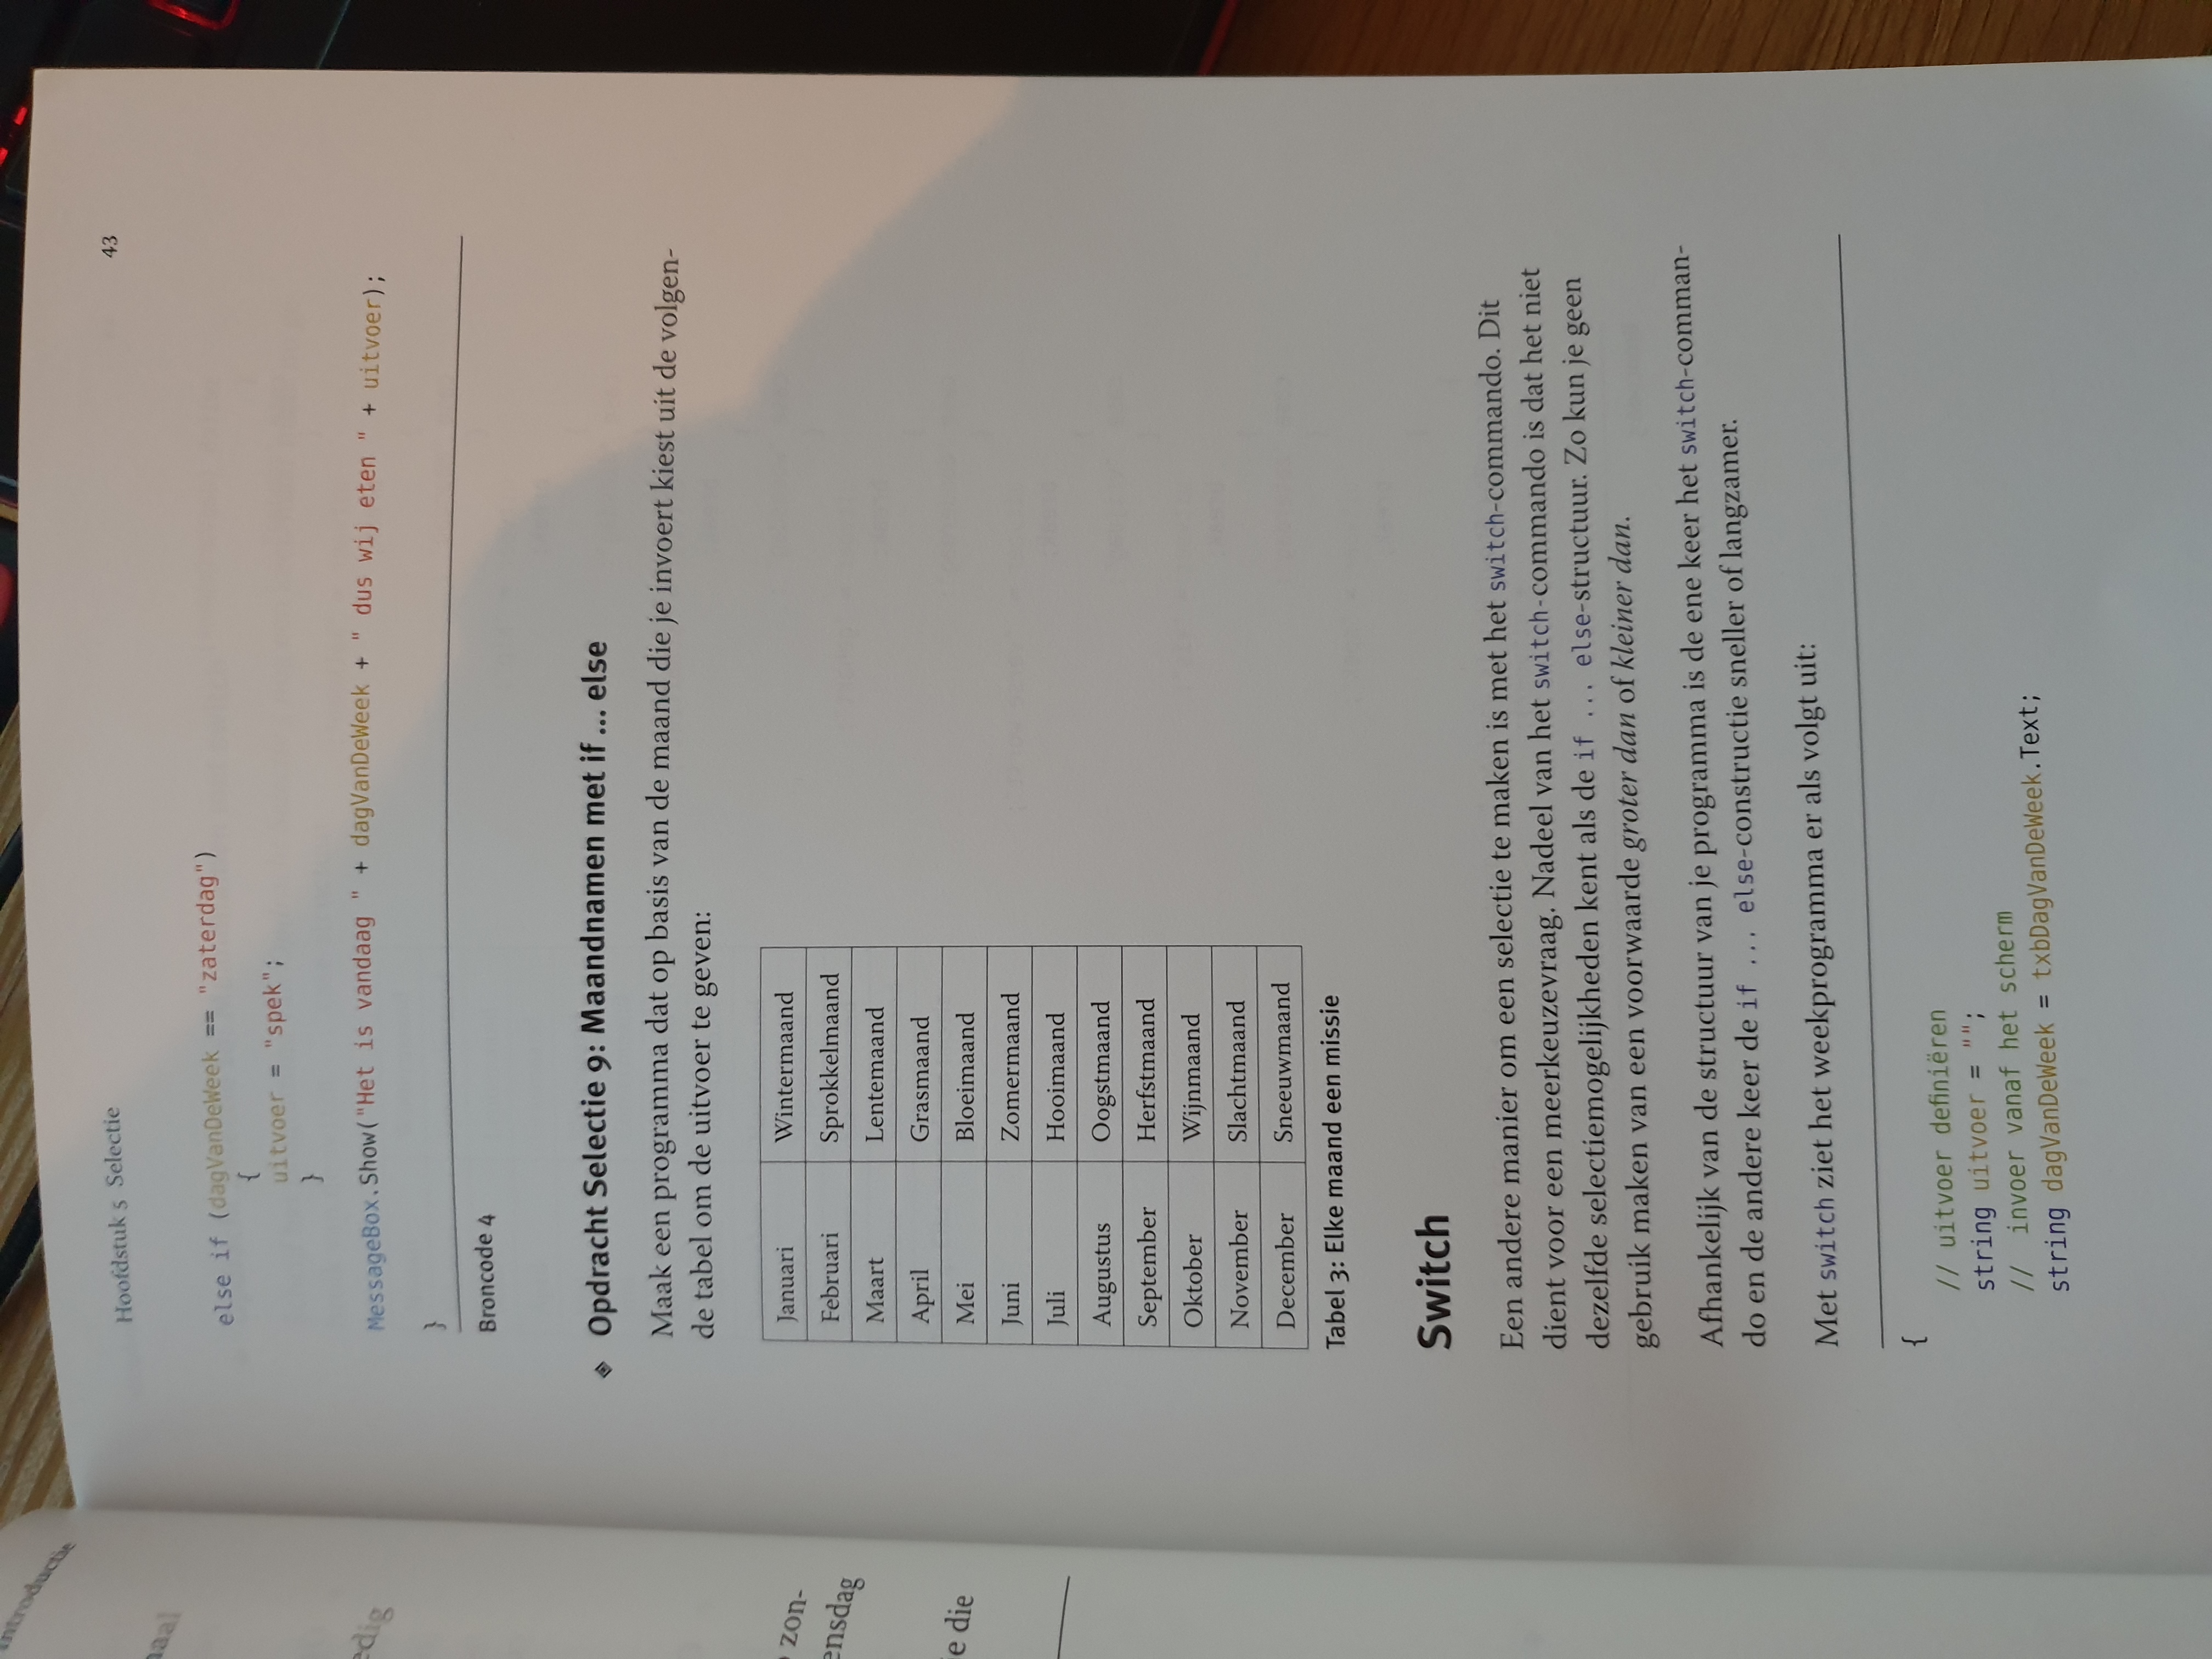 introductie
naal
edig
zon-
ensdag
e die
Hoofdstuk 5 Selectie
43
else if (dagVanDeWeek == "zaterdag")
{
uitvoer = "spek";
}
MessageBox.Show("Het is vandaag " + dagVanDeWeek + " dus wij eten " + uitvoer);
}
Broncode 4
Opdracht Selectie 9: Maandnamen met if ... else
Maak een programma dat op basis van de maand die je invoert kiest uit de volgen-
de tabel om de uitvoer te geven:
Januari Wintermaand
Februari Sprokkelmaand
Maart Lentemaand
April Grasmaand
Mei Bloeimaand
Juni Zomermaand
Juli Hooimaand
Augustus Oogstmaand
September Herfstmaand
Oktober Wijnmaand
November Slachtmaand
December Sneeuwmaand
Tabel 3: Elke maand een missie
Switch
Een andere manier om een selectie te maken is met het switch-commando. Dit
dient voor een meerkeuzevraag. Nadeel van het switch-commando is dat het niet
dezelfde selectiemogelijkheden kent als de if ... else-structuur. Zo kun je geen
gebruik maken van een voorwaarde groter dan of kleiner dan.
Afhankelijk van de structuur van je programma is de ene keer het switch-comman-
do en de andere keer de if ... else-constructie sneller of langzamer.
Met switch ziet het weekprogramma er als volgt uit:
{
// uitvoer definiëren
string uitvoer = "";
// invoer vanaf het scherm
string dagVanDeWeek = txbDagVanDeWeek.Text;